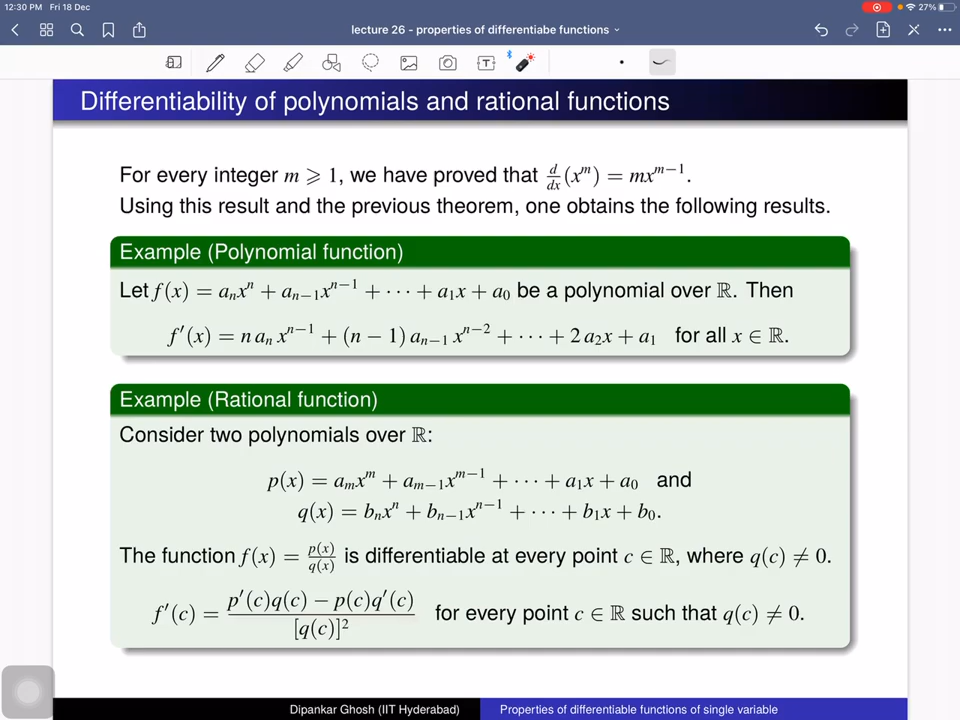 12:30 PM Fri 18 Dec
27%
lecture 26 - properties of differentiabe functions
Differentiability of polynomials and rational functions
For every integer m ⩾ 1, we have proved that d/dx (x^m) = mx^{m−1}.
Using this result and the previous theorem, one obtains the following results.
Example (Polynomial function)
Let f(x) = a_n x^n + a_{n−1}x^{n−1} + ⋯ + a_1x + a_0 be a polynomial over ℝ. Then
f′(x) = n a_n x^{n−1} + (n − 1) a_{n−1} x^{n−2} + ⋯ + 2 a_2x + a_1 for all x ∈ ℝ.
Example (Rational function)
Consider two polynomials over ℝ:
p(x) = a_m x^m + a_{m−1}x^{m−1} + ⋯ + a_1x + a_0 and
q(x) = b_n x^n + b_{n−1}x^{n−1} + ⋯ + b_1x + b_0.
The function f(x) = p(x)/q(x) is differentiable at every point c ∈ ℝ, where q(c) ≠ 0.
f′(c) = p′(c)q(c) − p(c)q′(c) / [q(c)]² for every point c ∈ ℝ such that q(c) ≠ 0.
Dipankar Ghosh (IIT Hyderabad) Properties of differentiable functions of single variable